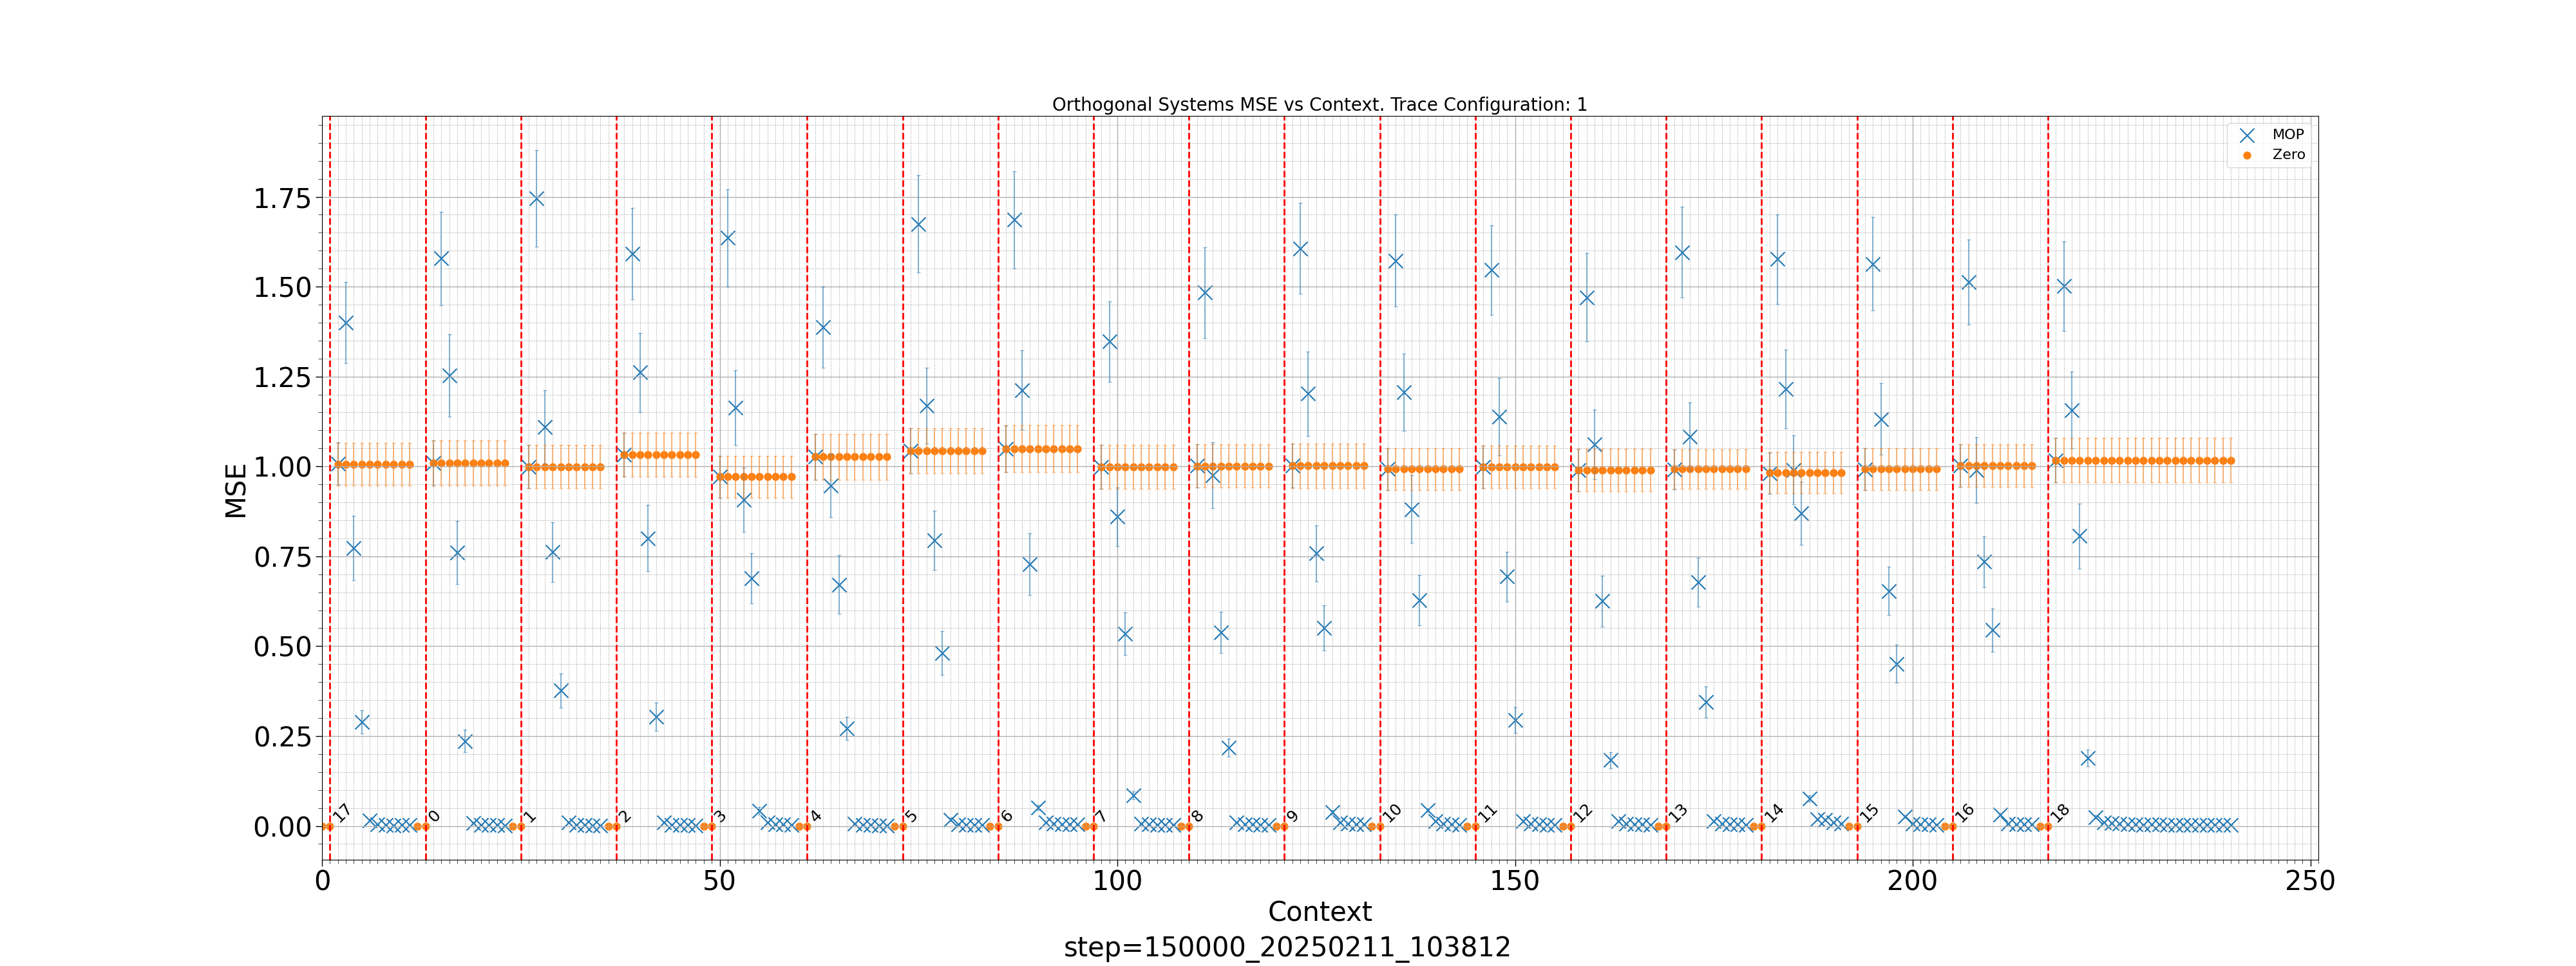 Orthogonal Systems MSE vs Context. Trace Configuration: 1
MOP
Zero
MSE
1.75
1.50
1.25
1.00
0.75
0.50
0.25
0.00
17 0 1 2 3 4 5 6 7 8 9 10 11 12 13 14 15 16 18
0 50 100 150 200 250
Context
step=150000_20250211_103812